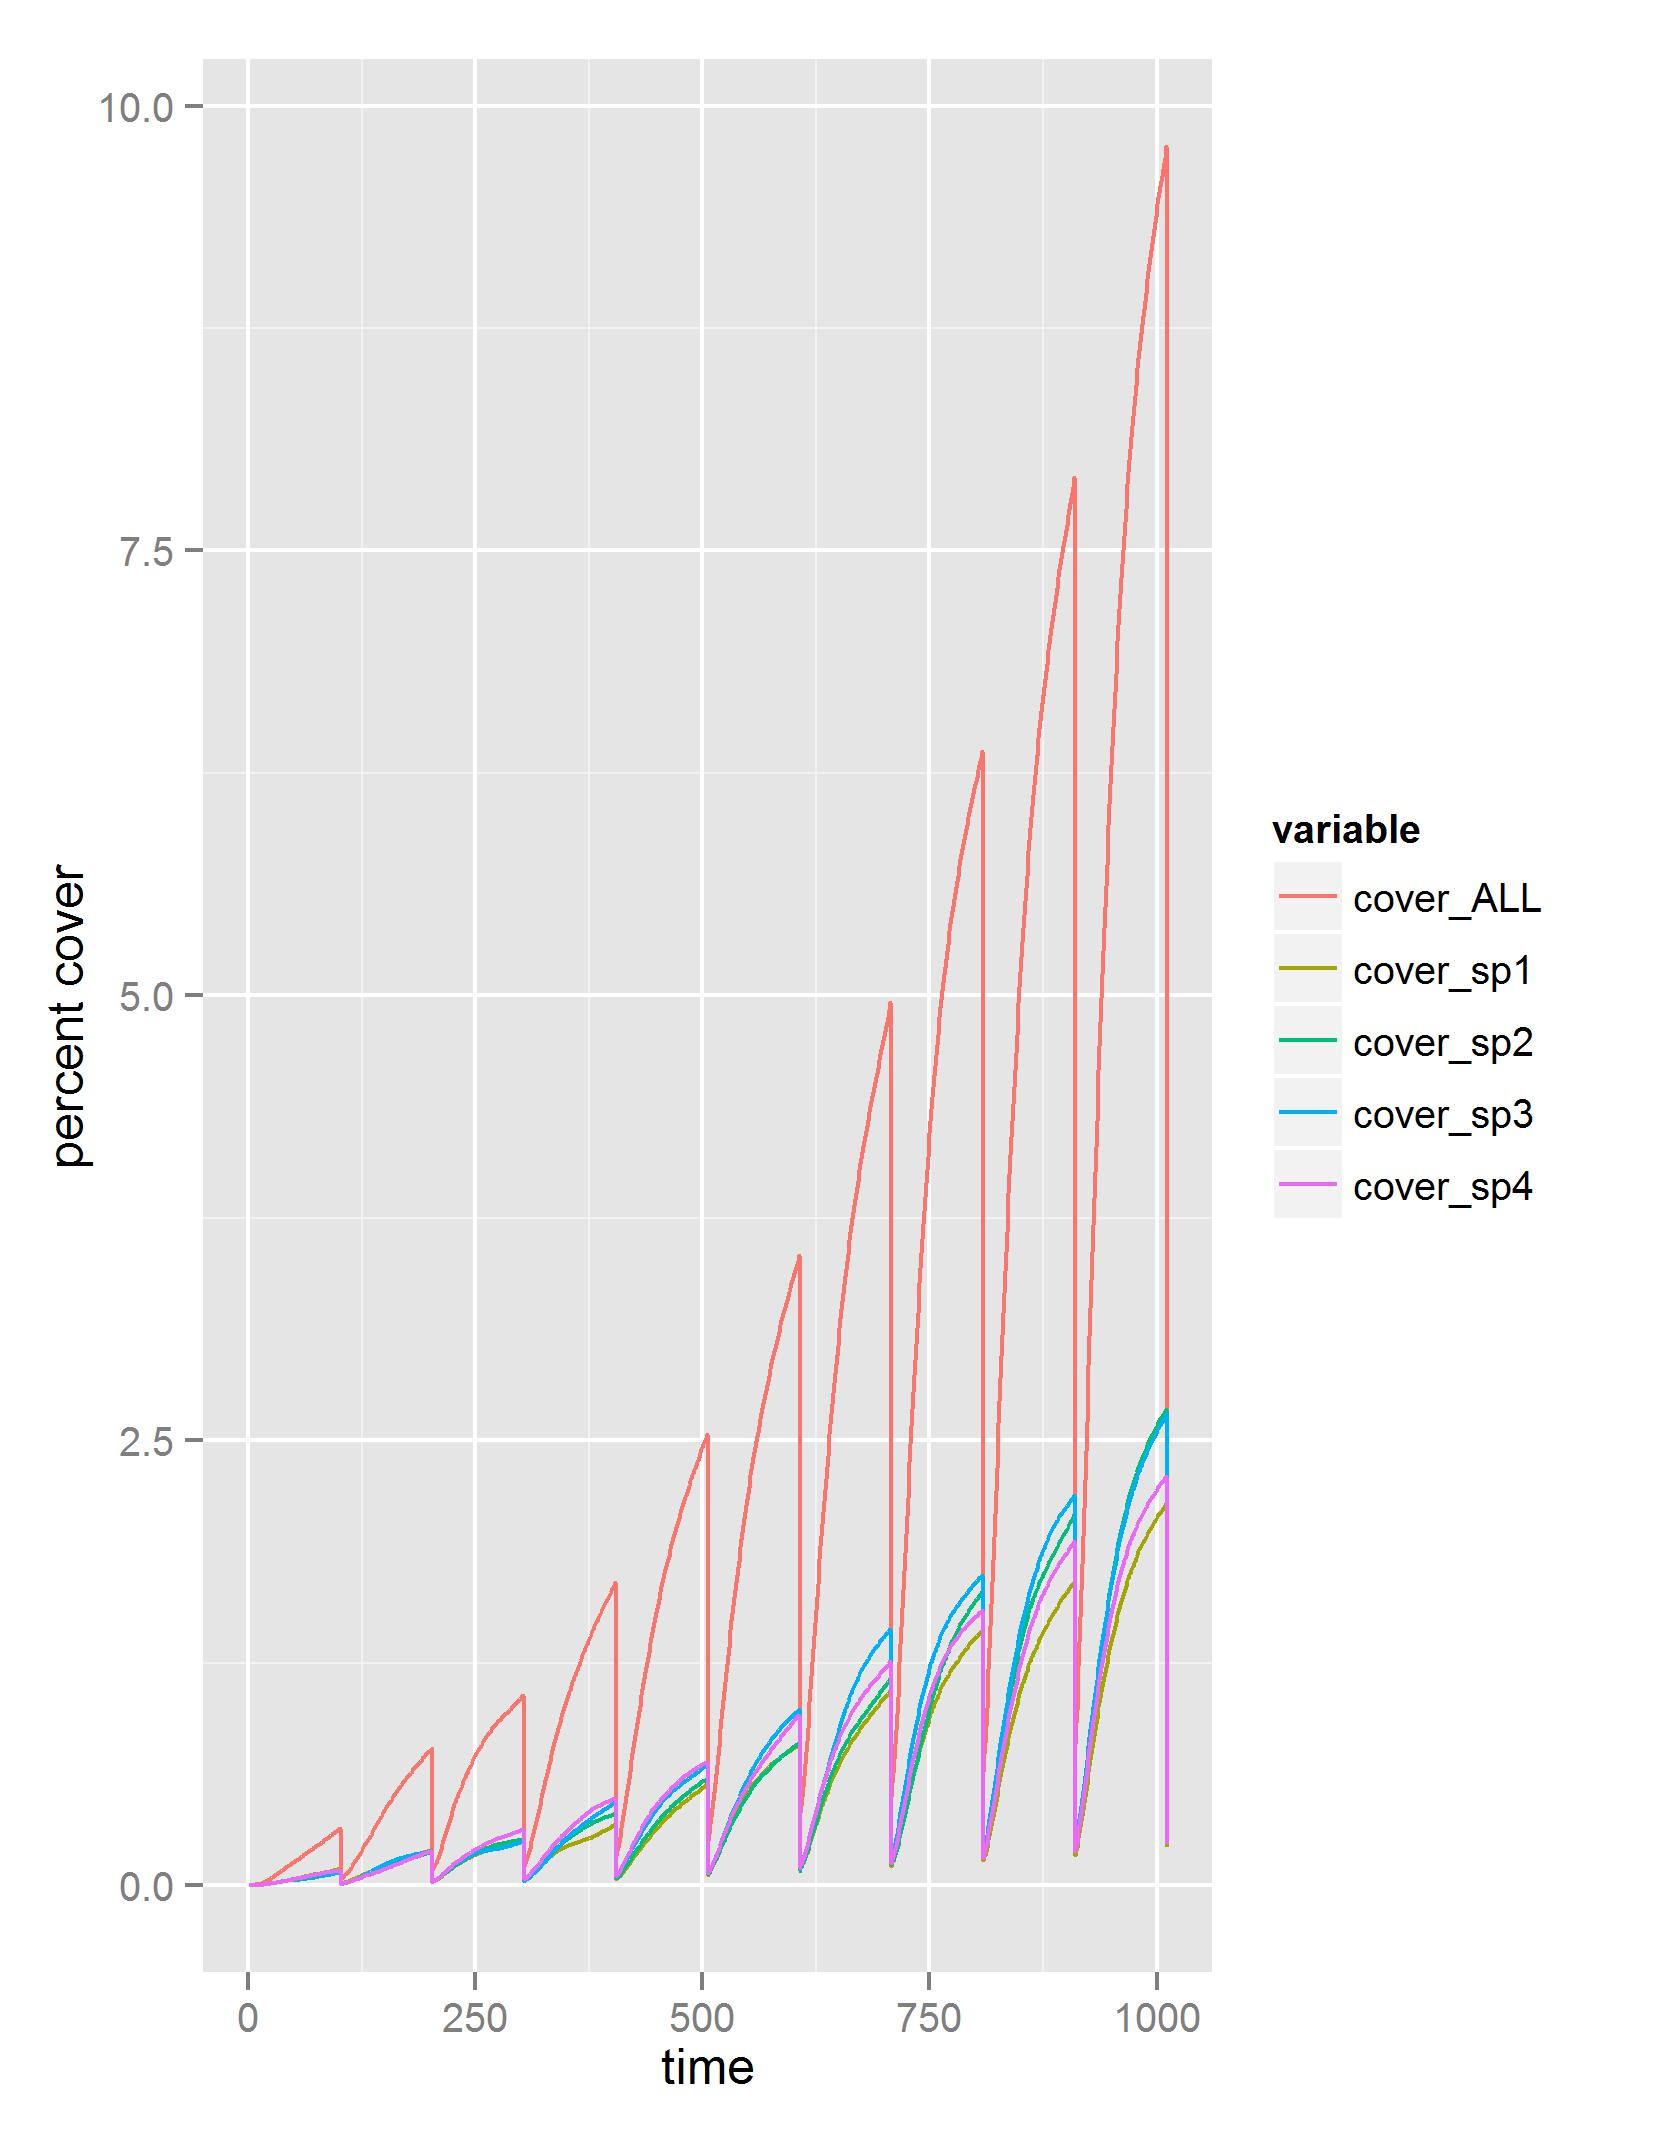 10.0
7.5
5.0
2.5
0.0
percent cover
0 250 500 750 1000
time
variable
cover_ALL
cover_sp1
cover_sp2
cover_sp3
cover_sp4